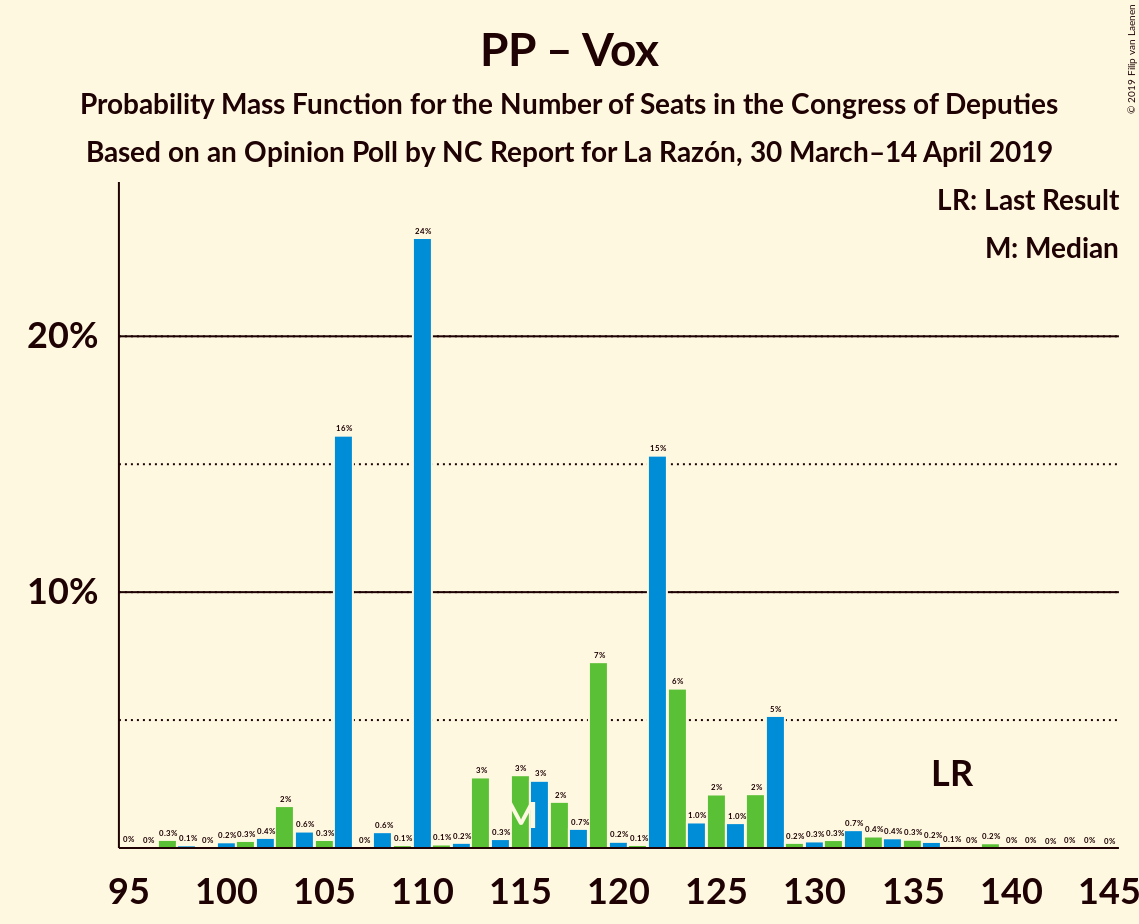 PP – Vox
Probability Mass Function for the Number of Seats in the Congress of Deputies
Based on an Opinion Poll by NC Report for La Razón, 30 March–14 April 2019
© 2019 Filip van Laenen
LR: Last Result
M: Median
20%
10%
0% 0% 0.3% 0.1% 0% 0.2% 0.3% 0.4% 2% 0.6% 0.3% 16% 0% 0.6% 0.1% 24% 0.1% 0.2% 3% 0.3% 3% 3% 2% 0.7% 7% 0.2% 0.1% 15% 6% 1.0% 2% 1.0% 2% 5% 0.2% 0.3% 0.3% 0.7% 0.4% 0.4% 0.3% 0.2% 0.1% 0% 0.2% 0% 0% 0% 0% 0% 0%
M
LR
95 100 105 110 115 120 125 130 135 140 145